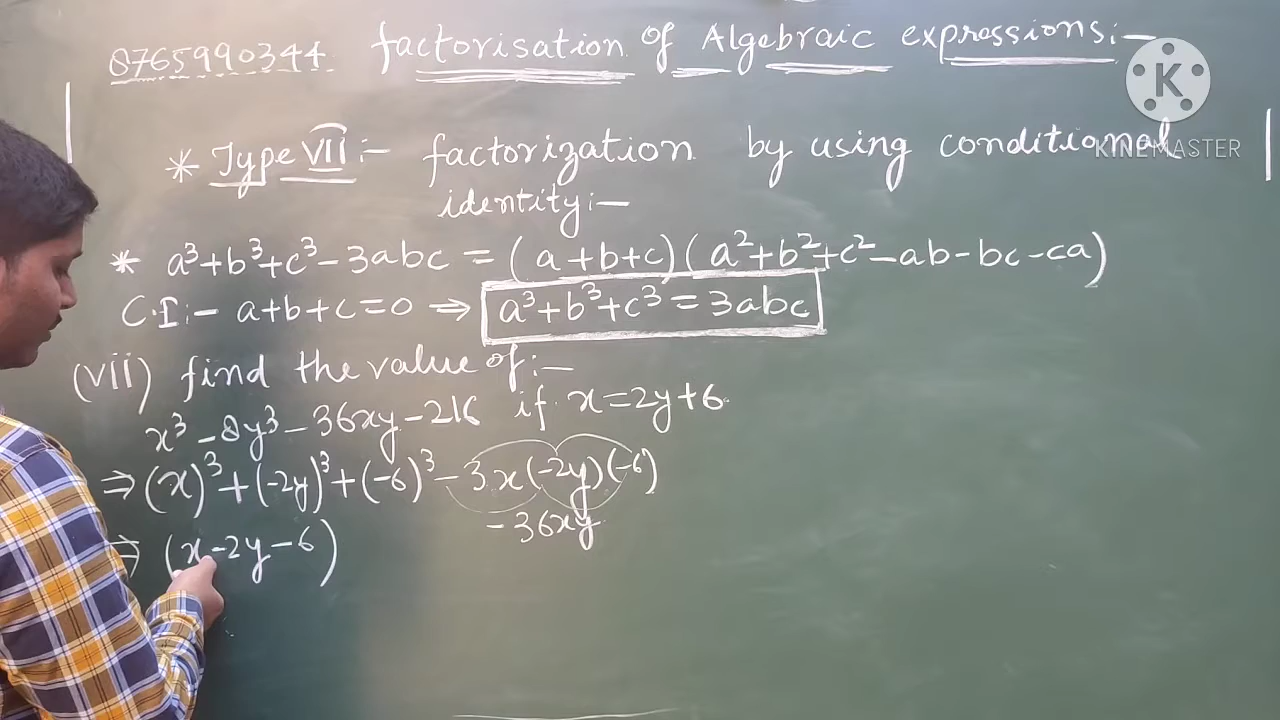 8765990344 factorisation of Algebraic expressions:-
K
KINEMASTER
* Type VII:- factorization by using conditional
identity:-
* a³+b³+c³-3abc = (a+b+c)(a²+b²+c²-ab-bc-ca)
C.I:- a+b+c=0 ⇒ a³+b³+c³=3abc
(vii) find the value of:-
x³-8y³-36xy-216 if x=2y+6
⇒(x)³+(-2y)³+(-6)³-3x(-2y)(-6)
-36xy
⇒ (x-2y-6)